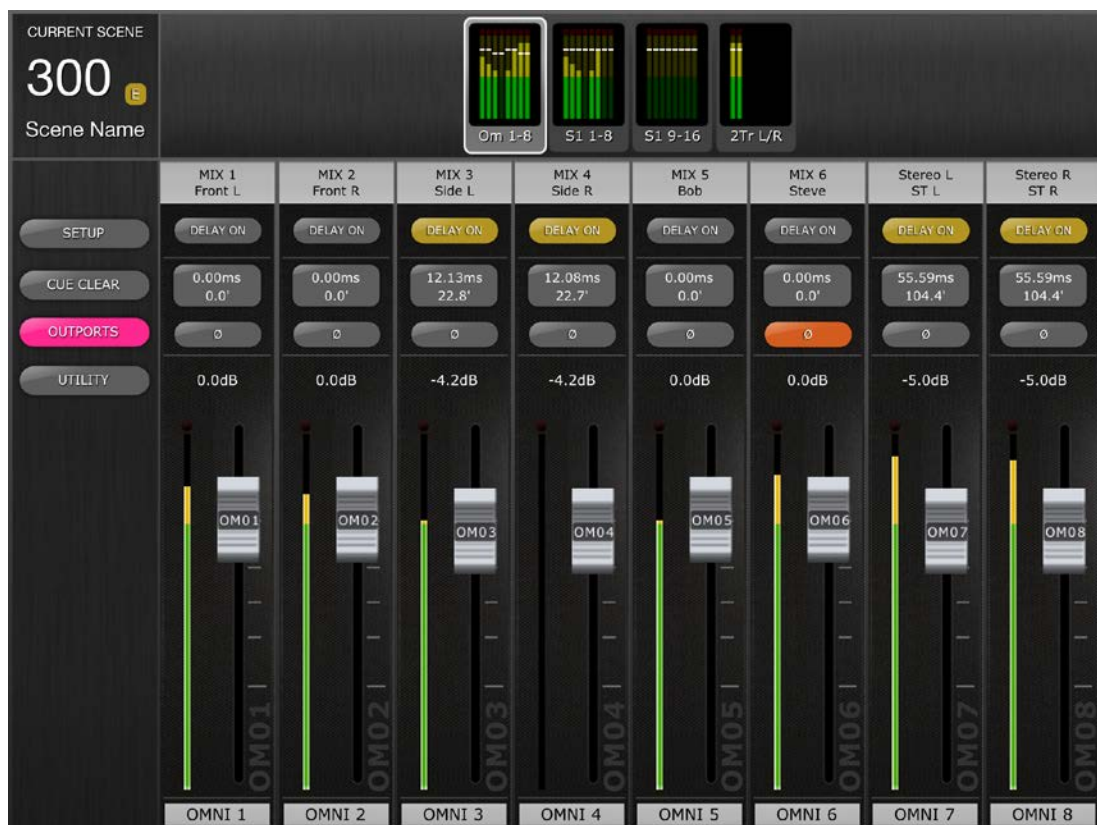 CURRENT SCENE
300 E
Scene Name
Om 1-8 S1 1-8 S1 9-16 2Tr L/R
MIX 1 MIX 2 MIX 3 MIX 4 MIX 5 MIX 6 Stereo L Stereo R
Front L Front R Side L Side R Bob Steve ST L ST R
SETUP DELAY ON DELAY ON DELAY ON DELAY ON DELAY ON DELAY ON DELAY ON DELAY ON
CUE CLEAR
0.00ms 0.00ms 12.13ms 12.08ms 0.00ms 0.00ms 55.59ms 55.59ms
0.0' 0.0' 22.8' 22.7' 0.0' 0.0' 104.4' 104.4'
OUTPORTS Ø Ø Ø Ø Ø Ø Ø Ø
UTILITY 0.0dB 0.0dB -4.2dB -4.2dB 0.0dB 0.0dB -5.0dB -5.0dB
OM01 OM02 OM03 OM04 OM05 OM06 OM07 OM08
OM01 OM02 OM03 OM04 OM05 OM06 OM07 OM08
OMNI 1 OMNI 2 OMNI 3 OMNI 4 OMNI 5 OMNI 6 OMNI 7 OMNI 8